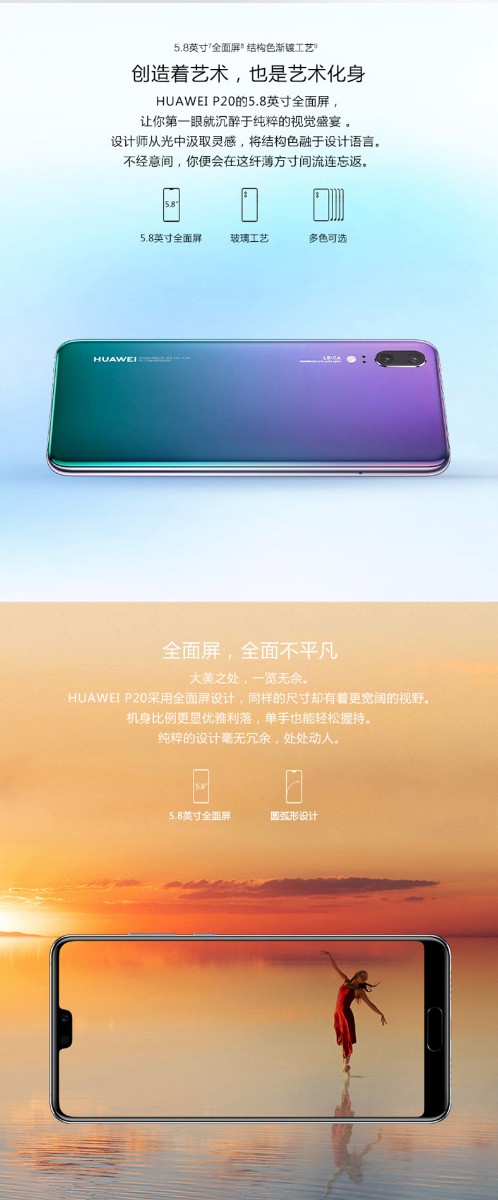 5.8英寸⁷全面屏⁸ 结构色渐镀工艺⁹
创造着艺术，也是艺术化身
HUAWEI P20的5.8英寸全面屏，
让你第一眼就沉醉于纯粹的视觉盛宴 。
设计师从光中汲取灵感，将结构色融于设计语言。
不经意间，你便会在这纤薄方寸间流连忘返。
5.8"
5.8英寸全面屏
玻璃工艺
多色可选
HUAWEI
LEICA
全面屏，全面不平凡
大美之处，一览无余。
HUAWEI P20采用全面屏设计，同样的尺寸却有着更宽阔的视野。
机身比例更显优雅利落，单手也能轻松握持。
纯粹的设计毫无冗余，处处动人。
5.8"
5.8英寸全面屏
圆弧形设计